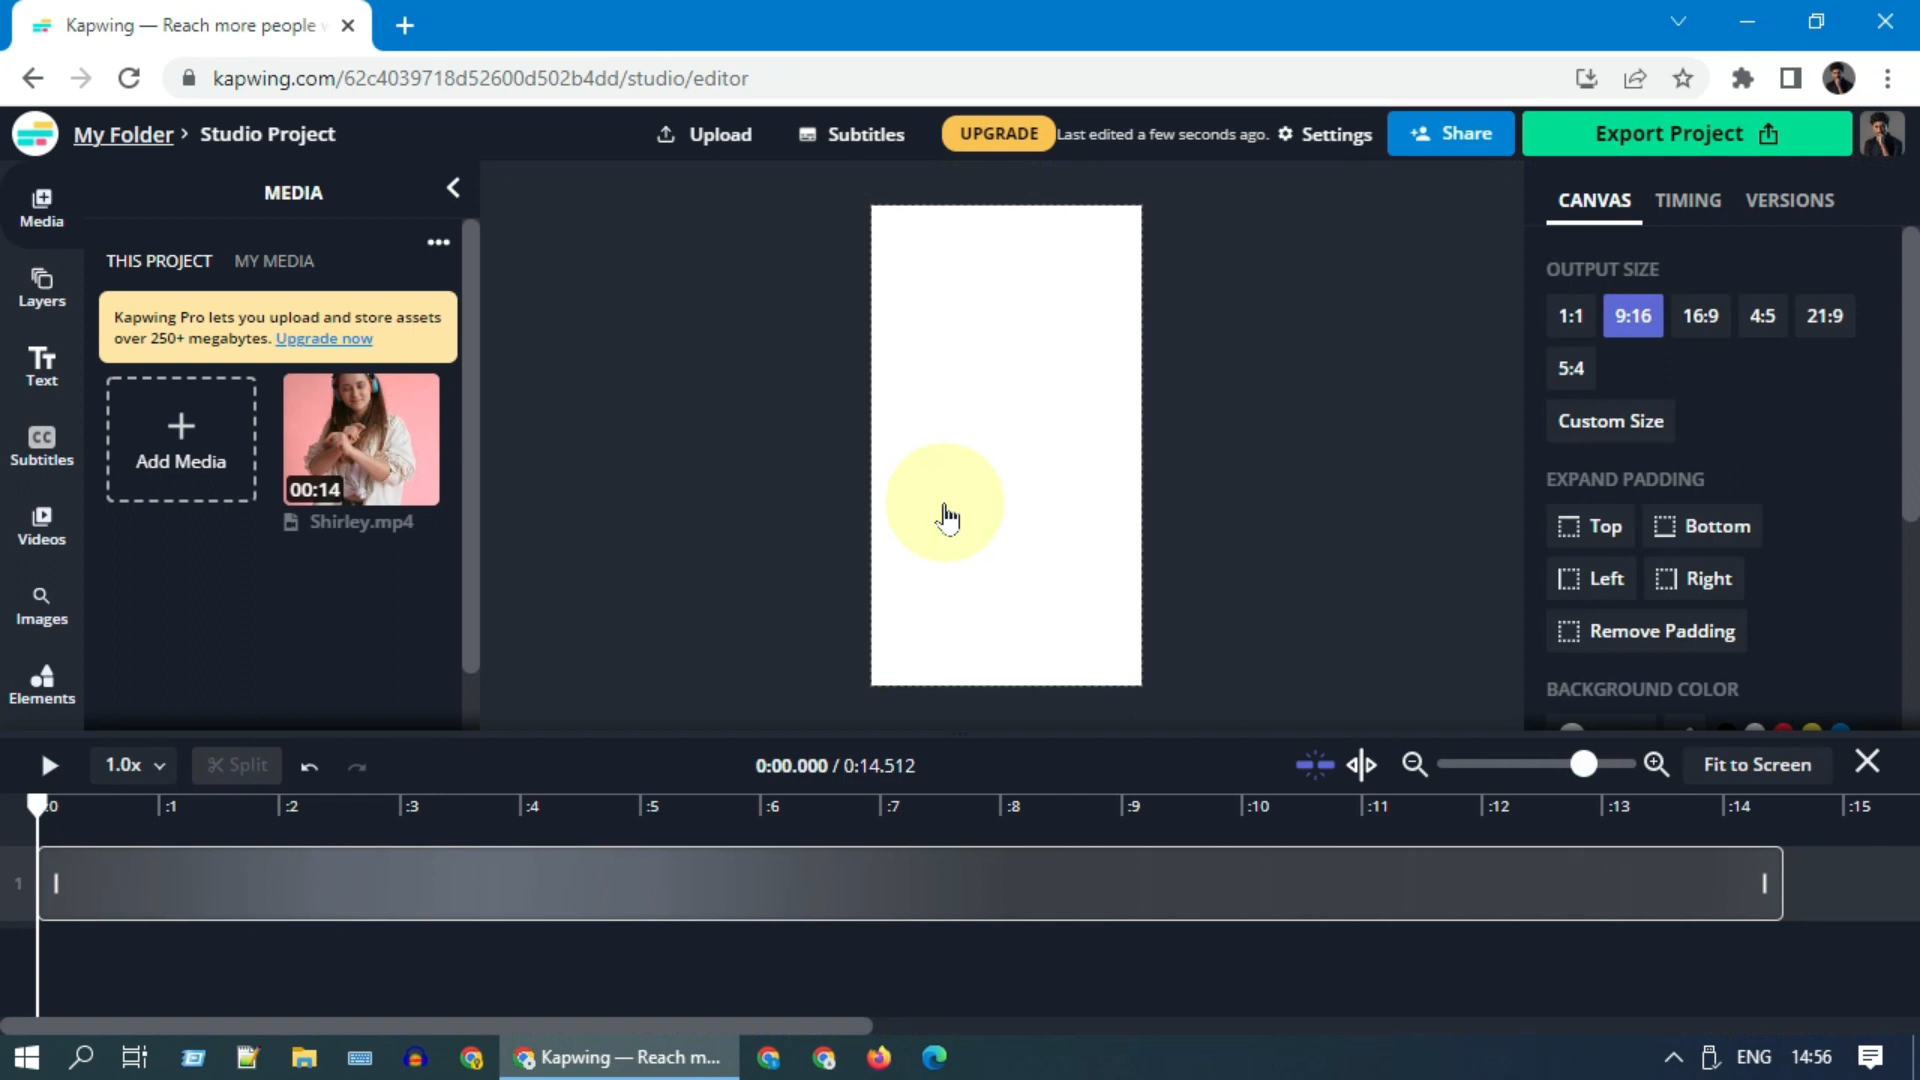 Kapwing — Reach more people w
kapwing.com/62c4039718d52600d502b4dd/studio/editor
My Folder › Studio Project
Upload
Subtitles
UPGRADE
Last edited a few seconds ago.
Settings
Share
Export Project
Media
Layers
Text
CC
Subtitles
Videos
Images
Elements
MEDIA
THIS PROJECT
MY MEDIA
Kapwing Pro lets you upload and store assets
over 250+ megabytes. Upgrade now
Add Media
00:14
Shirley.mp4
CANVAS
TIMING
VERSIONS
OUTPUT SIZE
1:1
9:16
16:9
4:5
21:9
5:4
Custom Size
EXPAND PADDING
Top
Bottom
Left
Right
Remove Padding
BACKGROUND COLOR
1.0x
Split
0:00.000 / 0:14.512
Fit to Screen
:0
:1
:2
:3
:4
:5
:6
:7
:8
:9
:10
:11
:12
:13
:14
:15
1
Kapwing — Reach m...
ENG
14:56